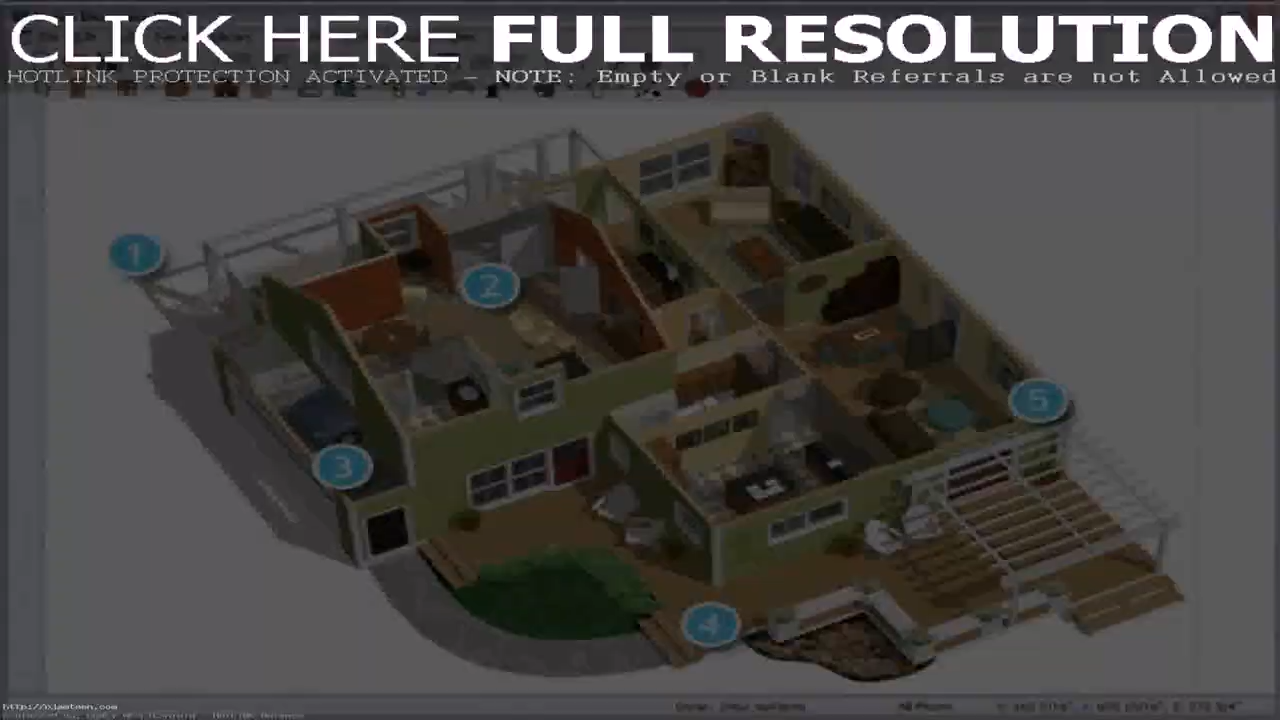 CLICK HERE FULL RESOLUTION
HOTLINK PROTECTION ACTIVATED - NOTE: Empty or Blank Referrals are not Allowed
1
2
3
5
4